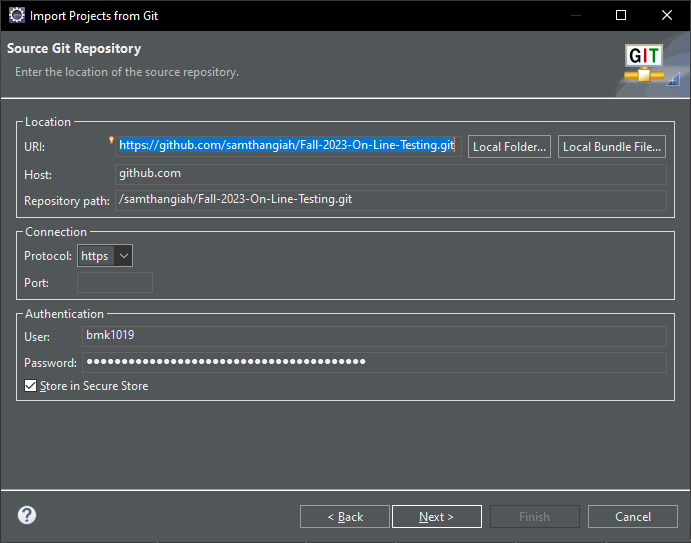 Import Projects from Git
Source Git Repository
Enter the location of the source repository.
GIT
Location
URI: https://github.com/samthangiah/Fall-2023-On-Line-Testing.git Local Folder... Local Bundle File...
Host: github.com
Repository path: /samthangiah/Fall-2023-On-Line-Testing.git
Connection
Protocol: https
Port:
Authentication
User: bmk1019
Password: ●●●●●●●●●●●●●●●●●●●●●●●●●●●●●●●●●●●●●●●●
Store in Secure Store
? < Back Next > Finish Cancel